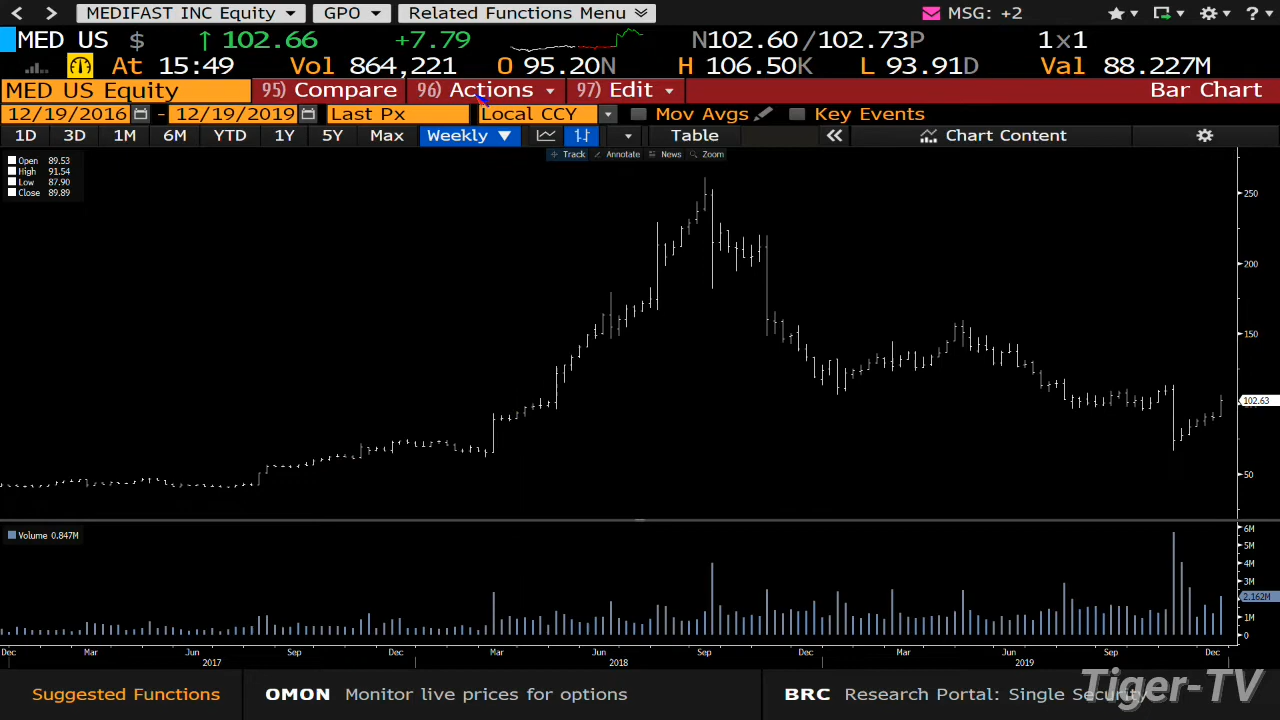 MEDIFAST INC Equity GPO Related Functions Menu MSG: +2
MED US $ ↑ 102.66 +7.79 N102.60 /102.73P 1x1
At 15:49 Vol 864,221 O 95.20N H 106.50K L 93.91D Val 88.227M
MED US Equity 95) Compare 96) Actions 97) Edit Bar Chart
12/19/2016 - 12/19/2019 Last Px Local CCY Mov Avgs Key Events
1D 3D 1M 6M YTD 1Y 5Y Max Weekly ▼ Table « Chart Content
Track Annotate News Zoom
Open 89.53
High 91.54
Low 87.90
Close 89.89
250
200
150
102.63
50
Volume 0.847M
6M
5M
4M
3M
2.162M
1M
0
Dec Mar Jun Sep Dec Mar Jun Sep Dec Mar Jun Sep Dec
2017 2018 2019
Suggested Functions OMON Monitor live prices for options BRC Research Portal: Single Security
Tiger-TV